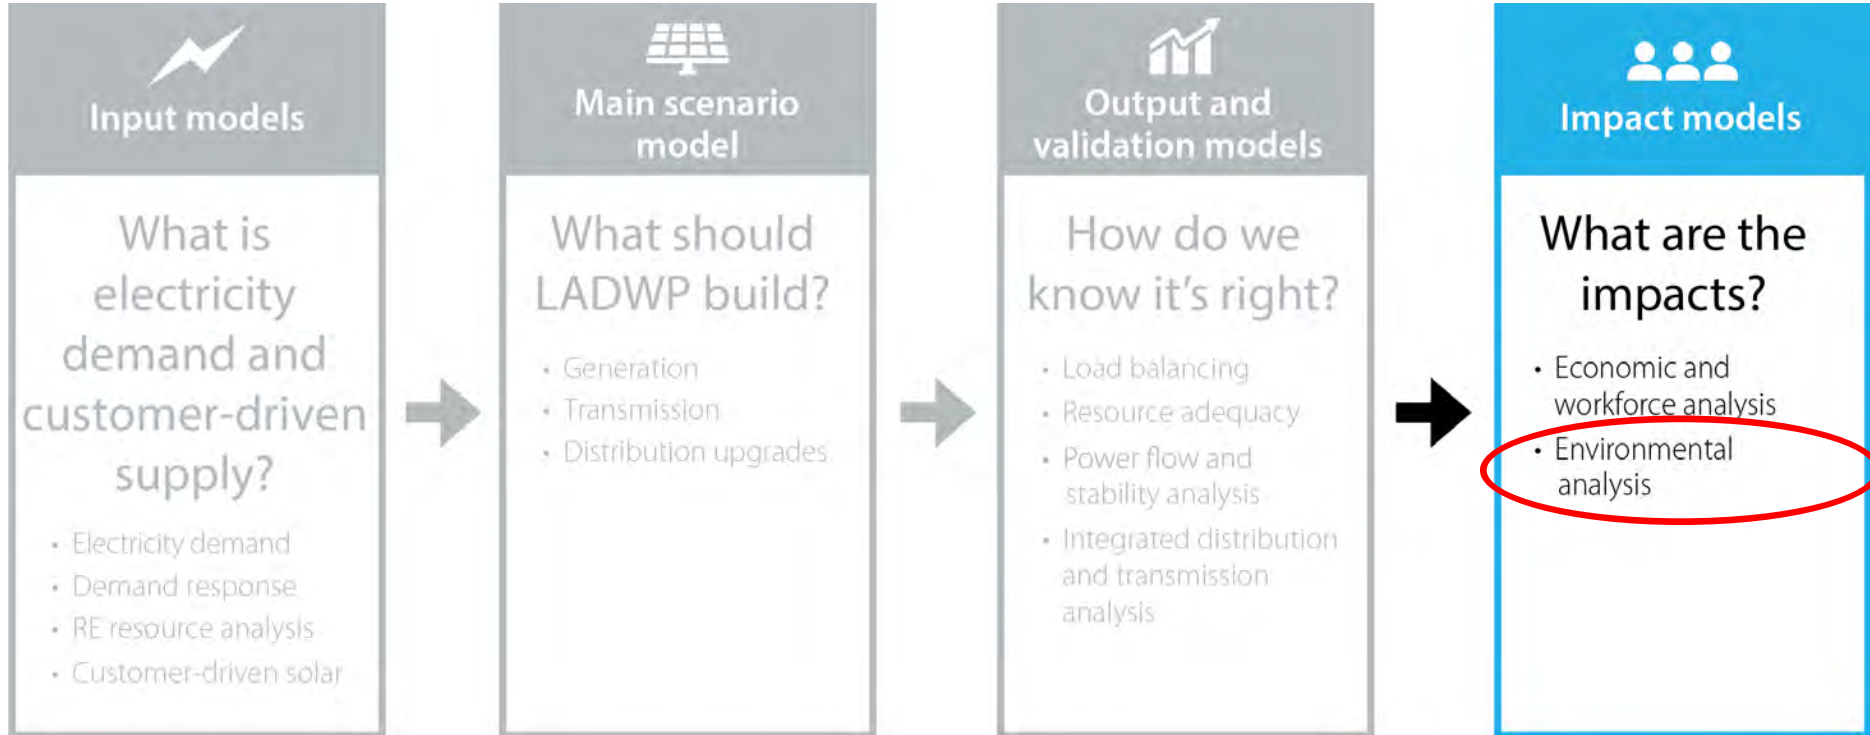 Input models
What is
electricity
demand and
customer-driven
supply?
• Electricity demand
• Demand response
• RE resource analysis
• Customer-driven solar
Main scenario
model
What should
LADWP build?
• Generation
• Transmission
• Distribution upgrades
Output and
validation models
How do we
know it's right?
• Load balancing
• Resource adequacy
• Power flow and
stability analysis
• Integrated distribution
and transmission
analysis
Impact models
What are the
impacts?
• Economic and
workforce analysis
• Environmental
analysis